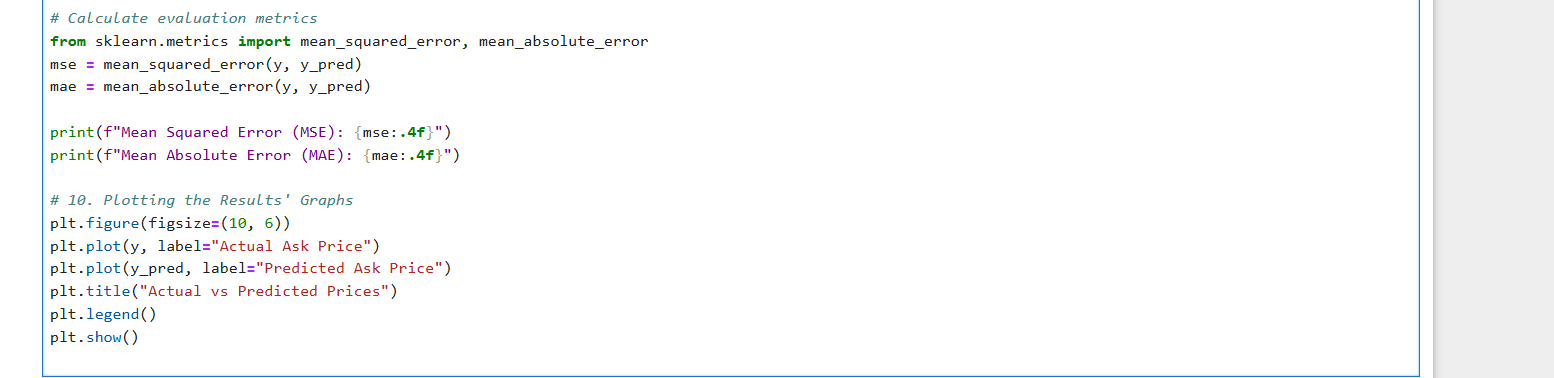 # Calculate evaluation metrics
from sklearn.metrics import mean_squared_error, mean_absolute_error
mse = mean_squared_error(y, y_pred)
mae = mean_absolute_error(y, y_pred)
print(f"Mean Squared Error (MSE): {mse:.4f}")
print(f"Mean Absolute Error (MAE): {mae:.4f}")
# 10. Plotting the Results' Graphs
plt.figure(figsize=(10, 6))
plt.plot(y, label="Actual Ask Price")
plt.plot(y_pred, label="Predicted Ask Price")
plt.title("Actual vs Predicted Prices")
plt.legend()
plt.show()